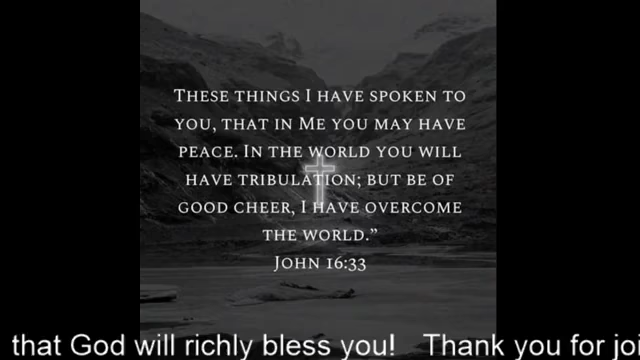 These things I have spoken to
you, that in Me you may have
peace. In the world you will
have tribulation; but be of
good cheer, I have overcome
the world.”
John 16:33
that God will richly bless you! Thank you for jo